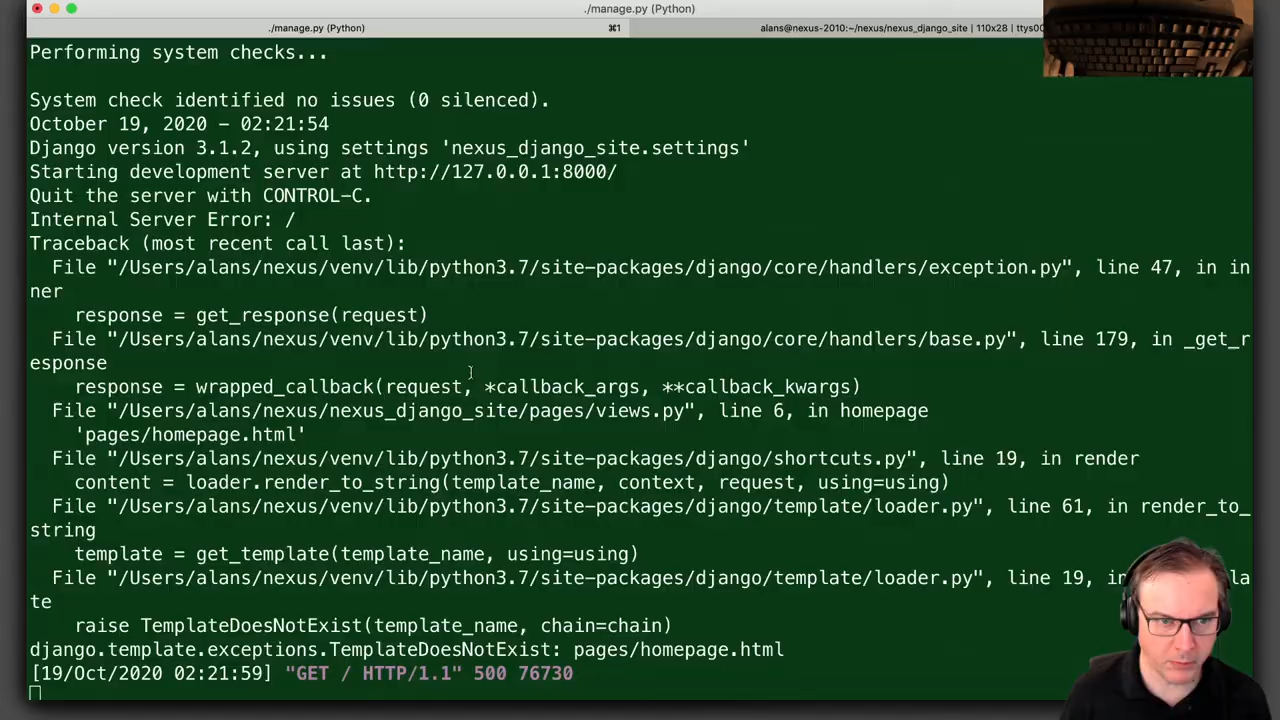 ./manage.py (Python)
./manage.py (Python) ⌘1 alans@nexus-2010:~/nexus/nexus_django_site | 110x28 |
Performing system checks...
System check identified no issues (0 silenced).
October 19, 2020 - 02:21:54
Django version 3.1.2, using settings 'nexus_django_site.settings'
Starting development server at http://127.0.0.1:8000/
Quit the server with CONTROL-C.
Internal Server Error: /
Traceback (most recent call last):
File "/Users/alans/nexus/venv/lib/python3.7/site-packages/django/core/handlers/exception.py", line 47, in in
ner
response = get_response(request)
File "/Users/alans/nexus/venv/lib/python3.7/site-packages/django/core/handlers/base.py", line 179, in _get_r
esponse
response = wrapped_callback(request, *callback_args, **callback_kwargs)
File "/Users/alans/nexus/nexus_django_site/pages/views.py", line 6, in homepage
'pages/homepage.html'
File "/Users/alans/nexus/venv/lib/python3.7/site-packages/django/shortcuts.py", line 19, in render
content = loader.render_to_string(template_name, context, request, using=using)
File "/Users/alans/nexus/venv/lib/python3.7/site-packages/django/template/loader.py", line 61, in render_to_
string
template = get_template(template_name, using=using)
File "/Users/alans/nexus/venv/lib/python3.7/site-packages/django/template/loader.py", line 19,
te
raise TemplateDoesNotExist(template_name, chain=chain)
django.template.exceptions.TemplateDoesNotExist: pages/homepage.html
[19/Oct/2020 02:21:59] "GET / HTTP/1.1" 500 76730